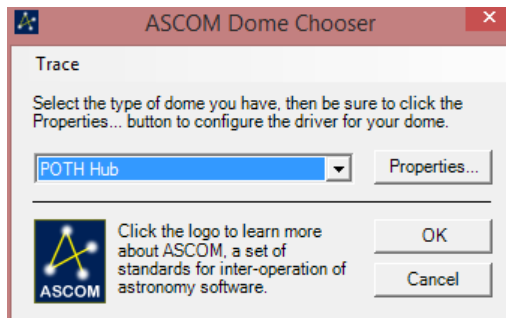 ASCOM Dome Chooser
Trace
Select the type of dome you have, then be sure to click the
Properties... button to configure the driver for your dome.
POTH Hub
Properties...
Click the logo to learn more
about ASCOM, a set of
standards for inter-operation of
astronomy software.
ASCOM
OK
Cancel